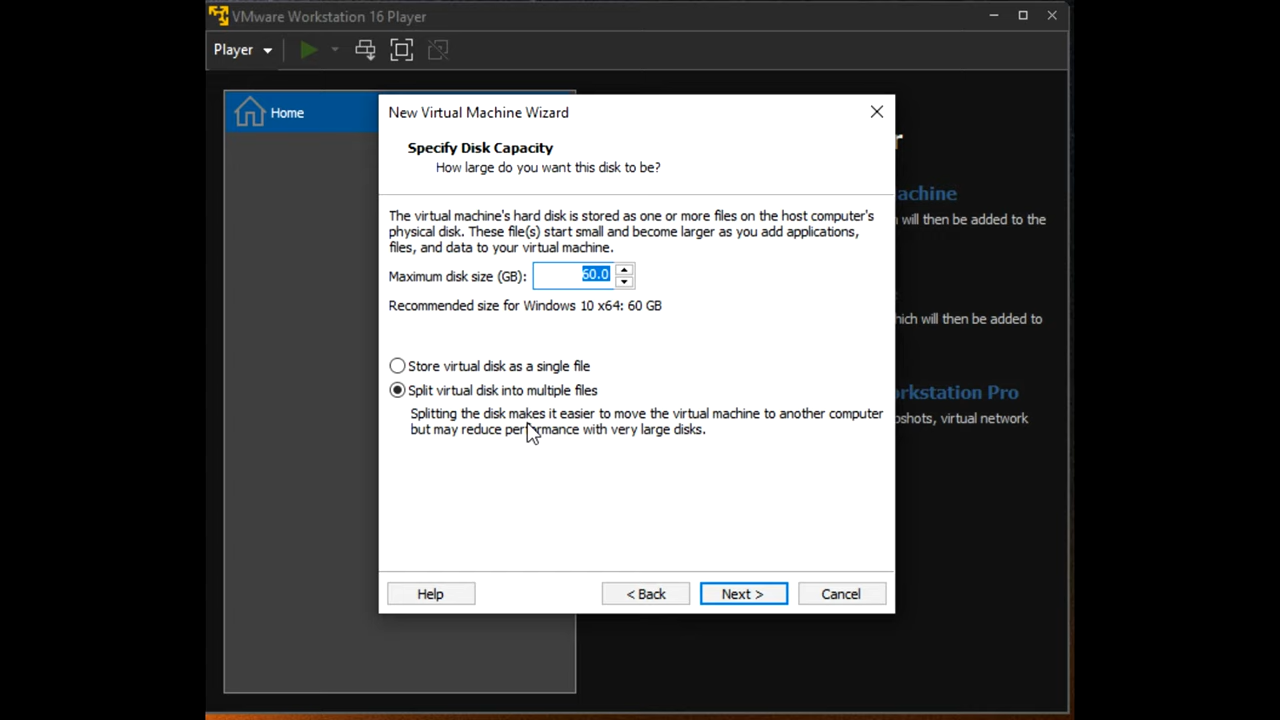 VMware Workstation 16 Player
Player
Home
New Virtual Machine Wizard
Specify Disk Capacity
How large do you want this disk to be?
The virtual machine's hard disk is stored as one or more files on the host computer's
physical disk. These file(s) start small and become larger as you add applications,
files, and data to your virtual machine.
Maximum disk size (GB): 60.0
Recommended size for Windows 10 x64: 60 GB
Store virtual disk as a single file
Split virtual disk into multiple files
Splitting the disk makes it easier to move the virtual machine to another computer
but may reduce performance with very large disks.
Help
< Back
Next >
Cancel
achine
will then be added to the
hich will then be added to
rkstation Pro
pshots, virtual network